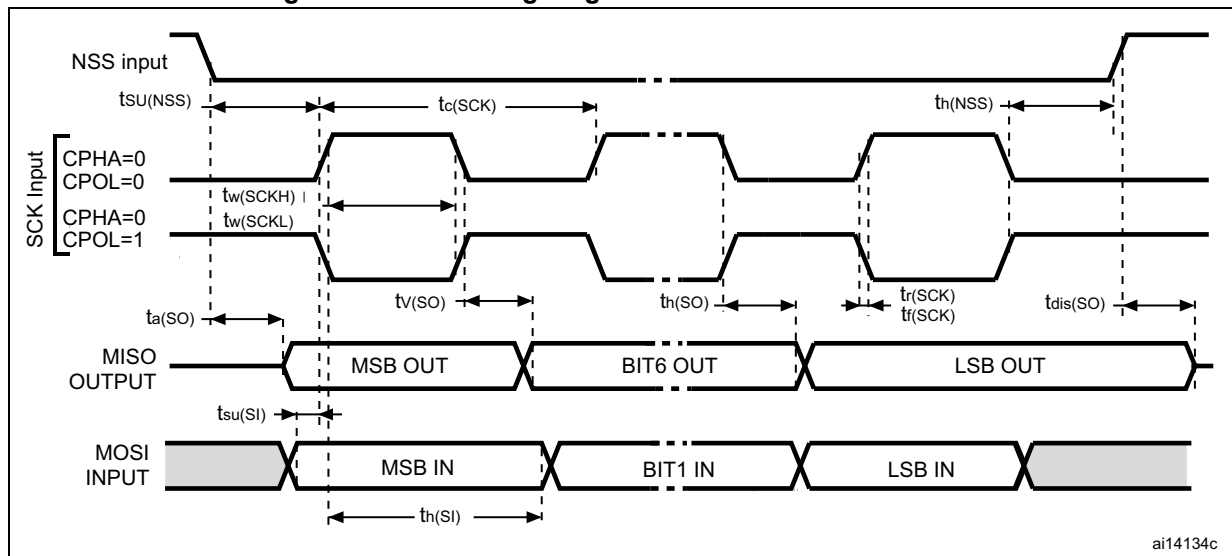 NSS input
tSU(NSS)
tc(SCK)
th(NSS)
SCK Input
CPHA=0
CPOL=0
tw(SCKH)
CPHA=0
tw(SCKL)
CPOL=1
tV(SO)
th(SO)
tr(SCK)
tf(SCK)
ta(SO)
tdis(SO)
MISO
OUTPUT
MSB OUT
BIT6 OUT
LSB OUT
tsu(SI)
MOSI
INPUT
MSB IN
BIT1 IN
LSB IN
th(SI)
ai14134c